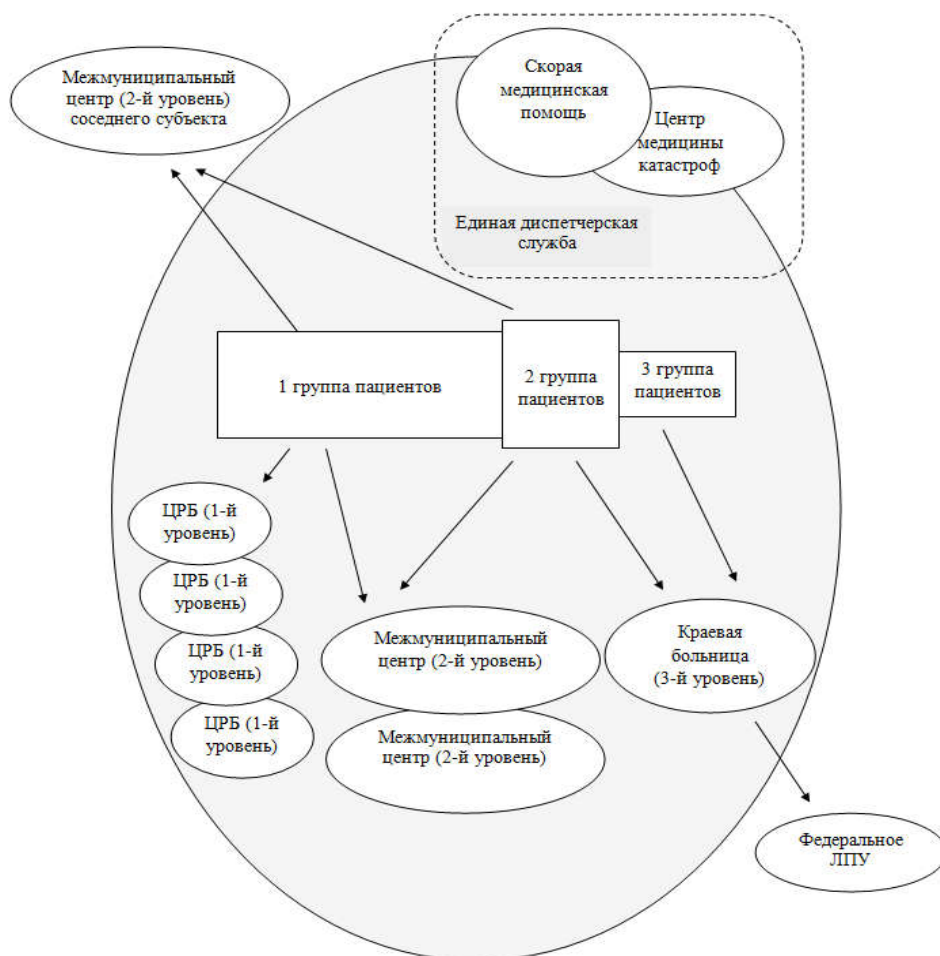 Межмуниципальный
центр (2-й уровень)
соседнего субъекта
Скорая
медицинская
помощь
Центр
медицины
катастроф
Единая диспетчерская
служба
1 группа пациентов
2 группа
пациентов
3 группа
пациентов
ЦРБ (1-й
уровень)
ЦРБ (1-й
уровень)
ЦРБ (1-й
уровень)
ЦРБ (1-й
уровень)
Межмуниципальный
центр (2-й уровень)
Межмуниципальный
центр (2-й уровень)
Краевая
больница
(3-й уровень)
Федеральное
ЛПУ